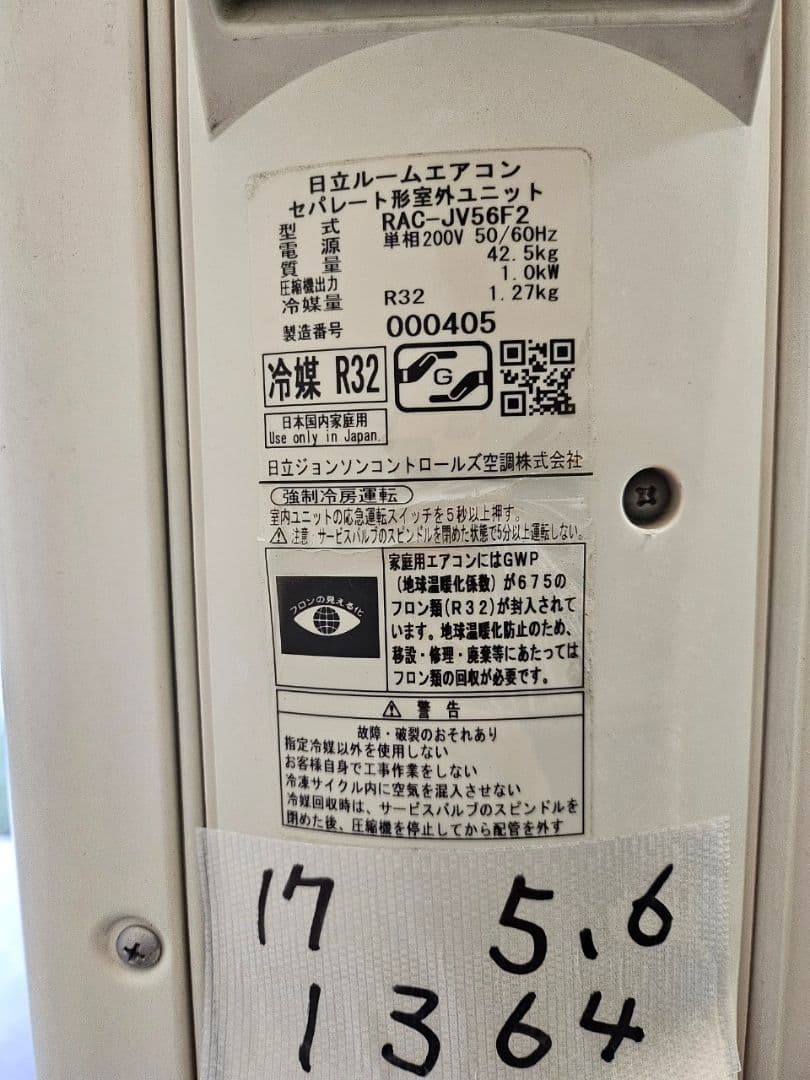 日立ルームエアコン
セパレート形室外ユニット
型式 RAC-JV56F2
電源 単相200V 50/60Hz
質量 42.5kg
圧縮機出力 1.0kW
冷媒量 R32 1.27kg
製造番号 000405
冷媒 R32
G
日本国内家庭用
Use only in Japan.
日立ジョンソンコントロールズ空調株式会社
強制冷房運転
室内ユニットの応急運転スイッチを5秒以上押す。
⚠注意・サービスバルブのスピンドルを閉めた状態で5分以上運転しない。
フロンの見える化
家庭用エアコンにはGWP
(地球温暖化係数)が675の
フロン類(R32)が封入されて
います。地球温暖化防止のため、
移設・修理・廃棄等にあたっては
フロン類の回収が必要です。
⚠ 警告
故障・破裂のおそれあり
指定冷媒以外を使用しない
お客様自身で工事作業をしない
冷凍サイクル内に空気を混入させない
冷媒回収時は、サービスバルブのスピンドルを
閉めた後、圧縮機を停止してから配管を外す
17 5.6
1364